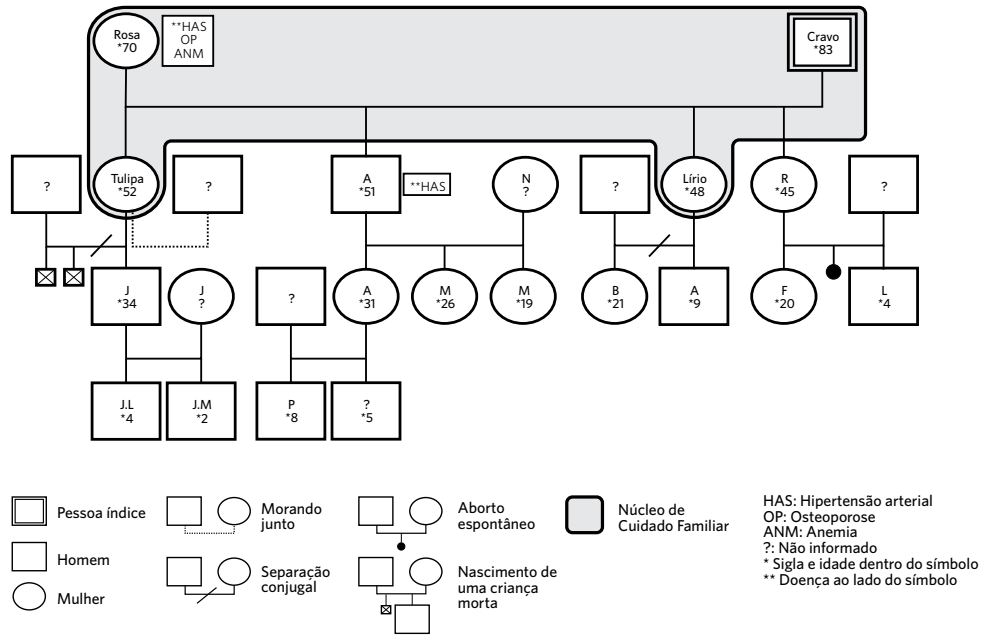 Rosa
*70
**HAS
OP
ANM
Cravo
*83
?
Tulipa
*52
?
A
*51
**HAS
N
?
?
Lírio
*48
R
*45
?
J
*34
J
?
?
A
*31
M
*26
M
*19
B
*21
A
*9
F
*20
L
*4
J.L
*4
J.M
*2
P
*8
?
*5
Pessoa índice
Homem
Mulher
Morando
junto
Separação
conjugal
Aborto
espontâneo
Nascimento de
uma criança
morta
Núcleo de
Cuidado Familiar
HAS: Hipertensão arterial
OP: Osteoporose
ANM: Anemia
?: Não informado
* Sigla e idade dentro do símbolo
** Doença ao lado do símbolo